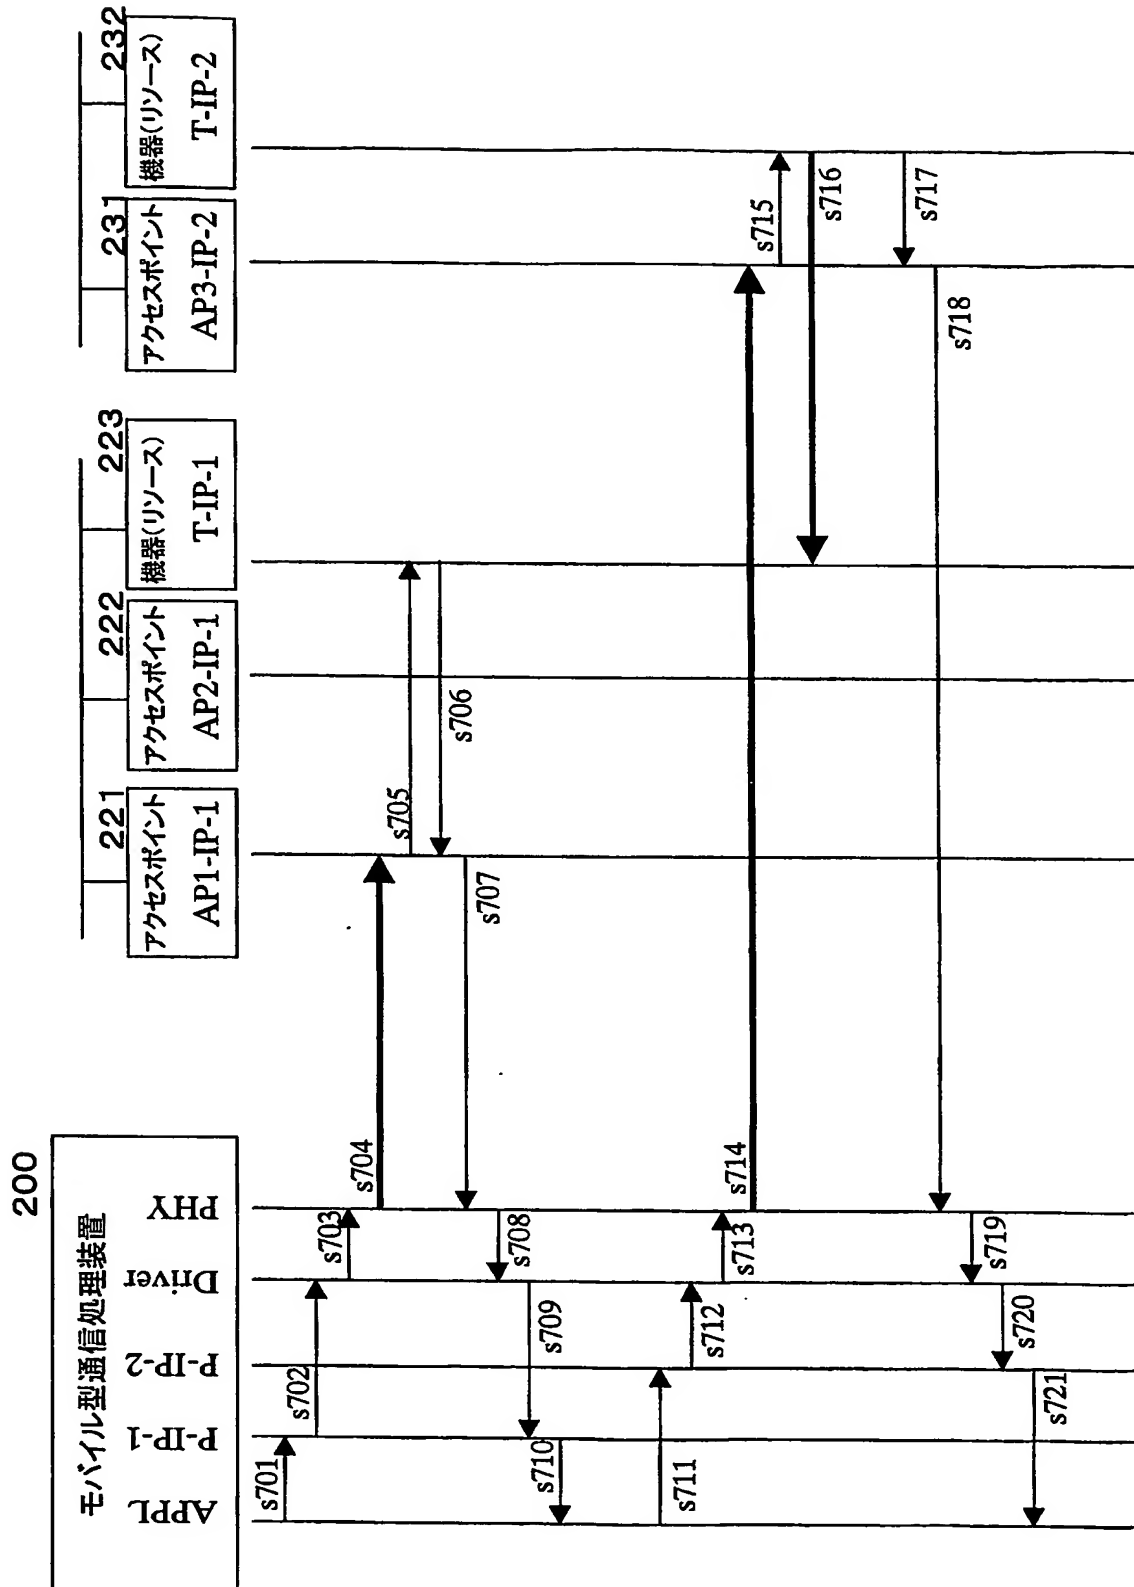 200
モバイル型通信処理装置
APPL
P-IP-1
P-IP-2
Driver
PHY
221
アクセスポイント
AP1-IP-1
222
アクセスポイント
AP2-IP-1
223
機器(リソース)
T-IP-1
231
アクセスポイント
AP3-IP-2
232
機器(リソース)
T-IP-2
s701
s702
s703
s704
s705
s706
s707
s708
s709
s710
s711
s712
s713
s714
s715
s716
s717
s718
s719
s720
s721